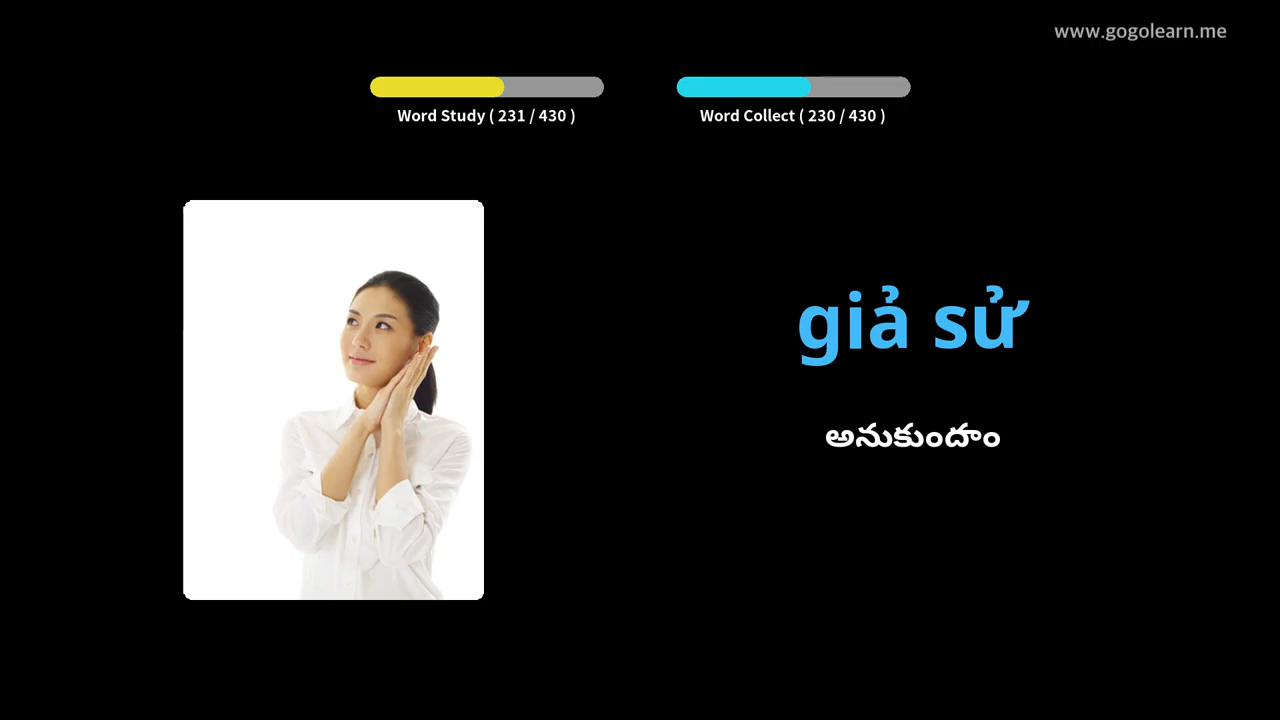 www.gogolearn.me
Word Study ( 231 / 430 )
Word Collect ( 230 / 430 )
giả sử
అనుకుందాం